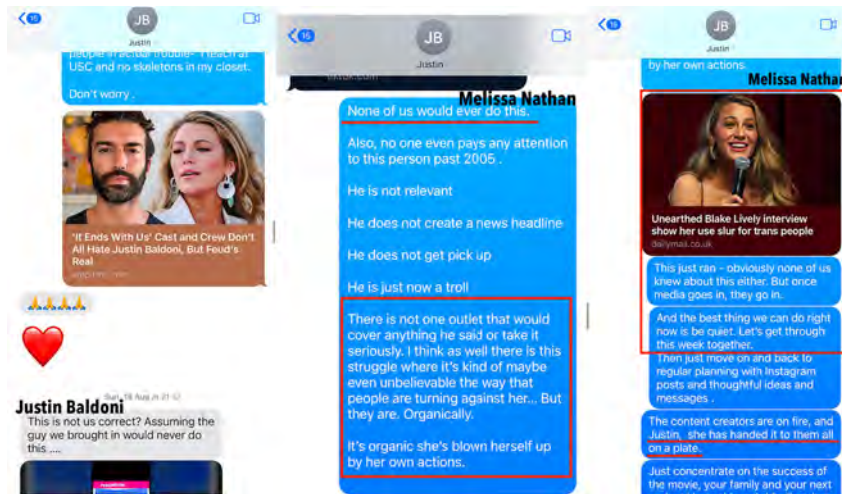 15
JB
Justin
people in actual trouble- I teach at
USC and no skeletons in my closet.
Don't worry .
'It Ends With Us' Cast and Crew Don't
All Hate Justin Baldoni, But Feud's
Real
Sun, 18 Aug at 21
Justin Baldoni
This is not us correct? Assuming the
guy we brought in would never do
this ....
15
JB
Justin
tiktok.com
Melissa Nathan
None of us would ever do this.
Also, no one even pays any attention
to this person past 2005 .
He is not relevant
He does not create a news headline
He does not get pick up
He is just now a troll
There is not one outlet that would
cover anything he said or take it
seriously. I think as well there is this
struggle where it's kind of maybe
even unbelievable the way that
people are turning against her... But
they are. Organically.
It's organic she's blown herself up
by her own actions.
15
JB
Justin
by her own actions.
Melissa Nathan
Unearthed Blake Lively interview
show her use slur for trans people
dailymail.co.uk
This just ran - obviously none of us
knew about this either. But once
media goes in, they go in.
And the best thing we can do right
now is be quiet. Let's get through
this week together.
Then just move on and back to
regular planning with Instagram
posts and thoughtful ideas and
messages .
The content creators are on fire, and
Justin, she has handed it to them all
on a plate.
Just concentrate on the success of
the movie, your family and your next